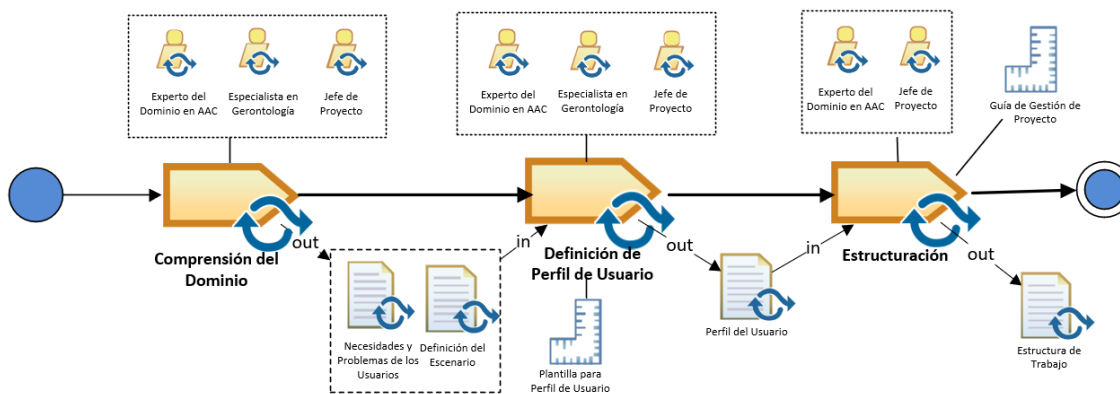 Experto del
Dominio en AAC
Especialista en
Gerontología
Jefe de
Proyecto
Experto del
Dominio en AAC
Especialista en
Gerontología
Jefe de
Proyecto
Experto del
Dominio en AAC
Jefe de
Proyecto
Guía de Gestión de
Proyecto
out
Comprensión del
Dominio
in
Definición de
Perfil de Usuario
out
in
Estructuración
out
Necesidades y
Problemas de los
Usuarios
Definición del
Escenario
Plantilla para
Perfil de Usuario
Perfil del Usuario
Estructura de
Trabajo